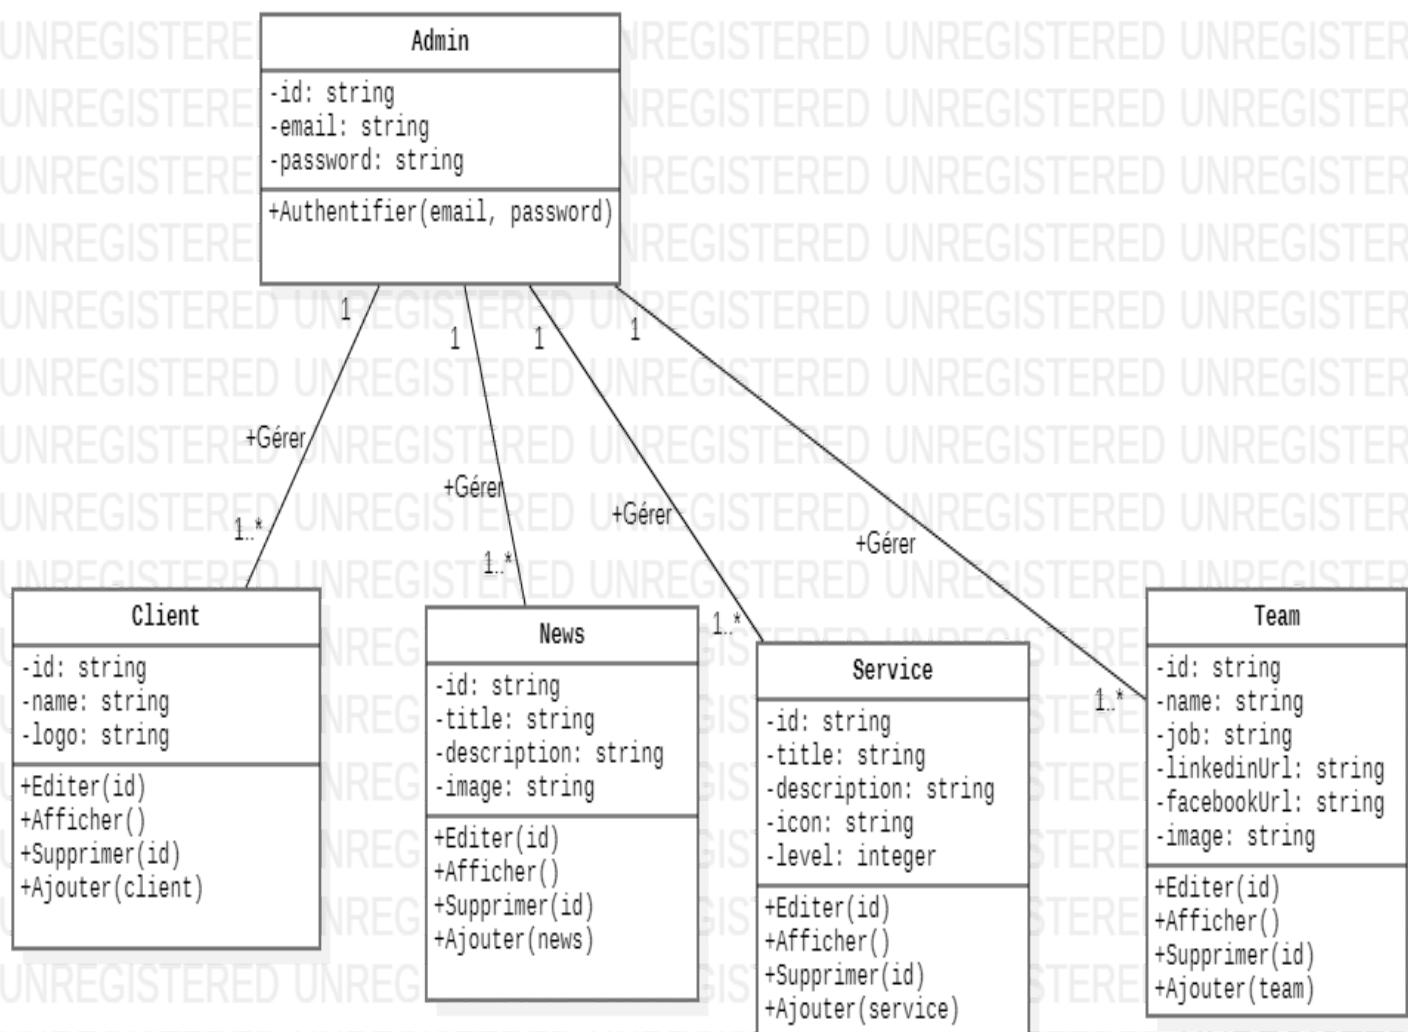 Admin
-id: string
-email: string
-password: string
+Authentifier(email, password)
1
1
1
1
+Gérer
+Gérer
+Gérer
+Gérer
1..*
1..*
1..*
1..*
Client
-id: string
-name: string
-logo: string
+Editer(id)
+Afficher()
+Supprimer(id)
+Ajouter(client)
News
-id: string
-title: string
-description: string
-image: string
+Editer(id)
+Afficher()
+Supprimer(id)
+Ajouter(news)
Service
-id: string
-title: string
-description: string
-icon: string
-level: integer
+Editer(id)
+Afficher()
+Supprimer(id)
+Ajouter(service)
Team
-id: string
-name: string
-job: string
-linkedinUrl: string
-facebookUrl: string
-image: string
+Editer(id)
+Afficher()
+Supprimer(id)
+Ajouter(team)
UNREGISTERED